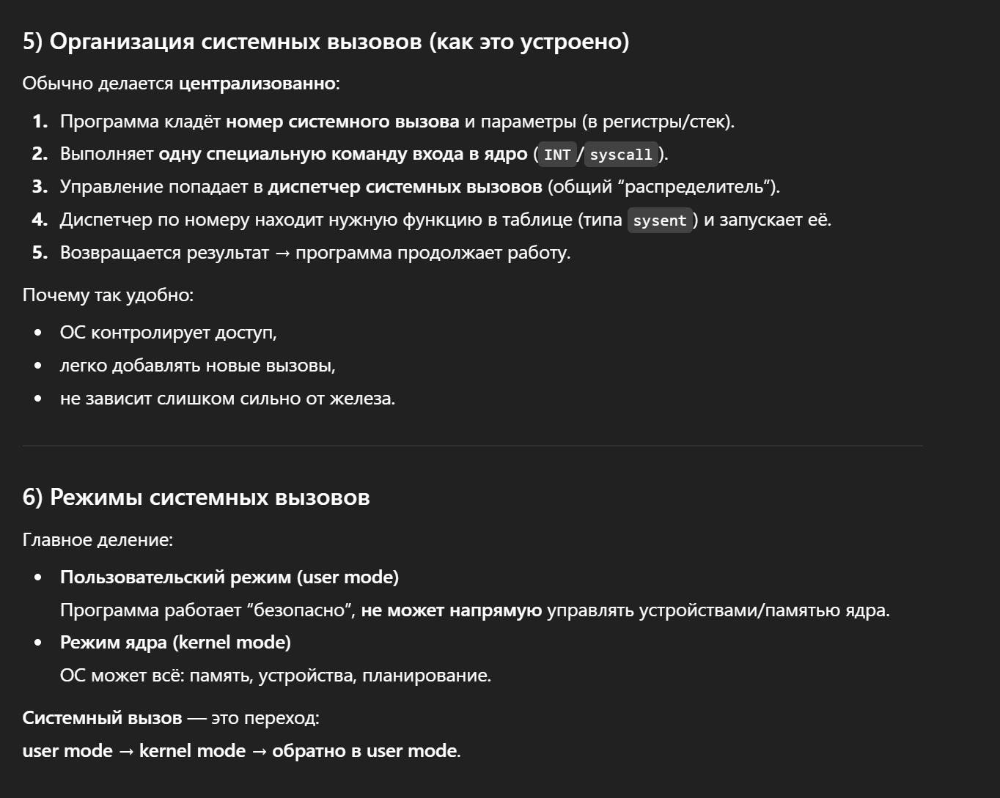 5) Организация системных вызовов (как это устроено)
Обычно делается централизованно:
1. Программа кладёт номер системного вызова и параметры (в регистры/стек).
2. Выполняет одну специальную команду входа в ядро (INT/syscall).
3. Управление попадает в диспетчер системных вызовов (общий “распределитель”).
4. Диспетчер по номеру находит нужную функцию в таблице (типа sysent) и запускает её.
5. Возвращается результат → программа продолжает работу.
Почему так удобно:
• ОС контролирует доступ,
• легко добавлять новые вызовы,
• не зависит слишком сильно от железа.
6) Режимы системных вызовов
Главное деление:
• Пользовательский режим (user mode)
Программа работает “безопасно”, не может напрямую управлять устройствами/памятью ядра.
• Режим ядра (kernel mode)
ОС может всё: память, устройства, планирование.
Системный вызов — это переход:
user mode → kernel mode → обратно в user mode.